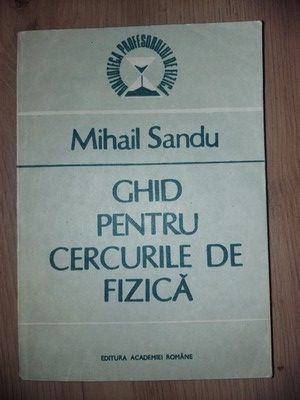 BIBLIOTECA PROFESORULUI DE FIZICĂ
Mihail Sandu
GHID
PENTRU
CERCURILE DE
FIZICĂ
EDITURA ACADEMIEI ROMÂNE